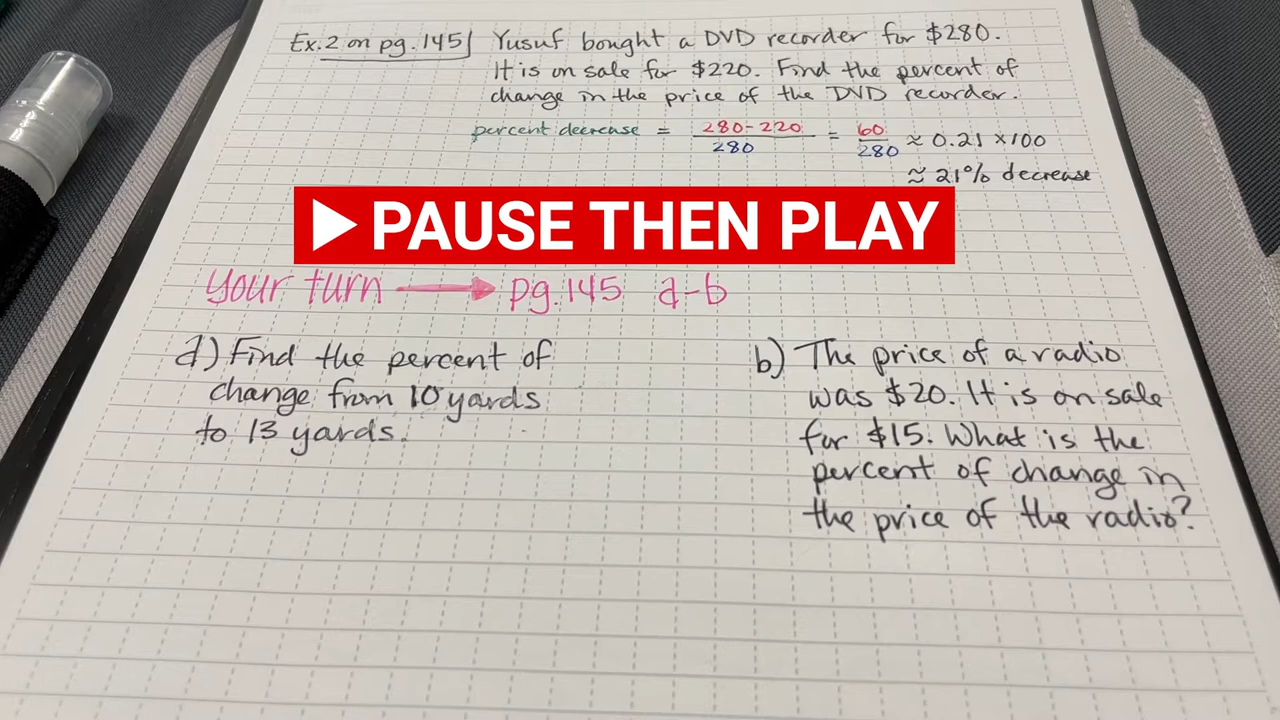 Ex.2 on pg.145
Yusuf bought a DVD recorder for $280.
It is on sale for $220. Find the percent of
change in the price of the DVD recorder.
percent decrease = 280-220 / 280 = 60 / 280 ≈ 0.21 ×100
≈ 21% decrease
▶ PAUSE THEN PLAY
Your turn → pg.145 a-b
a) Find the percent of
change from 10 yards
to 13 yards.
b) The price of a radio
was $20. It is on sale
for $15. What is the
percent of change in
the price of the radio?